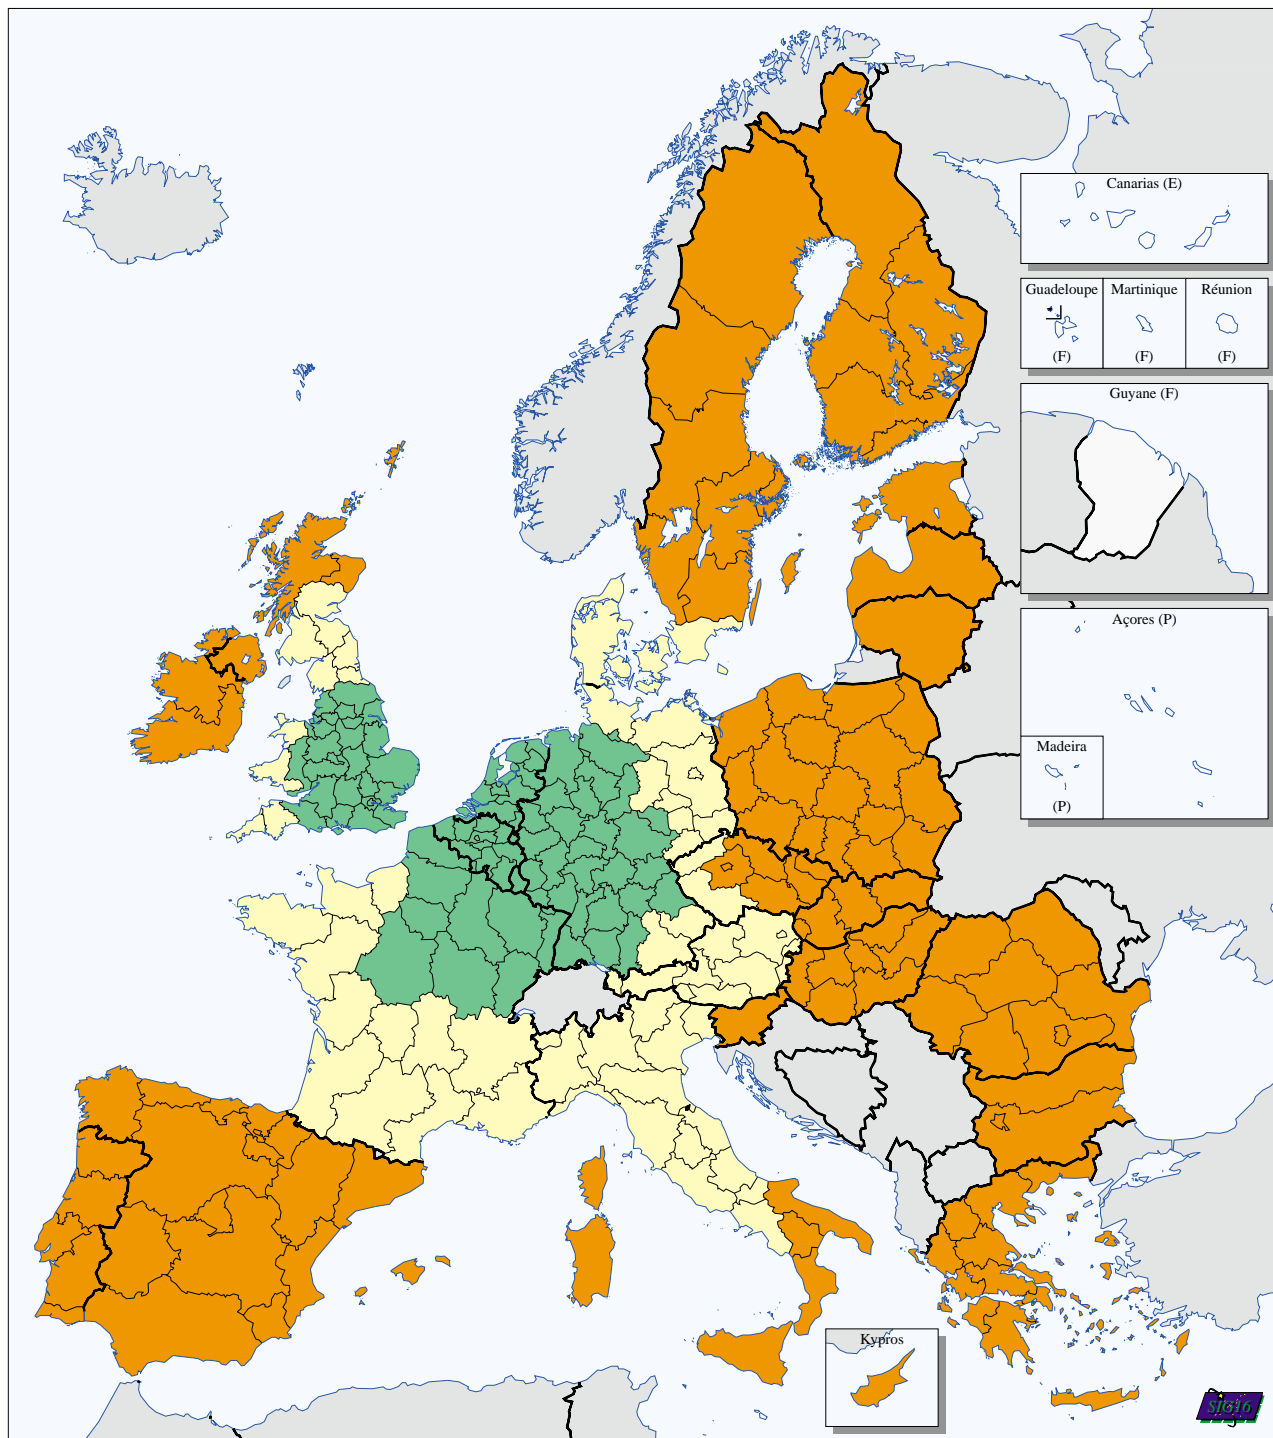 Canarias (E)
Guadeloupe
Martinique
Réunion
(F)
(F)
(F)
Guyane (F)
Açores (P)
Madeira
(P)
Kypros
SIG16